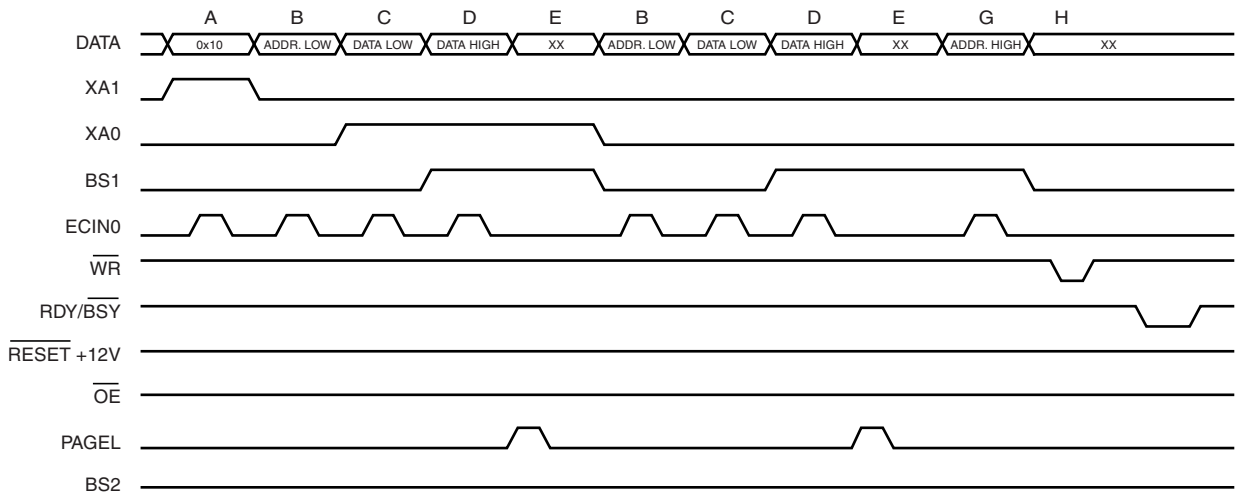 A B C D E B C D E G H
DATA 0x10 ADDR. LOW DATA LOW DATA HIGH XX ADDR. LOW DATA LOW DATA HIGH XX ADDR. HIGH XX
XA1
XA0
BS1
ECIN0
WR
RDY/BSY
RESET +12V
OE
PAGEL
BS2